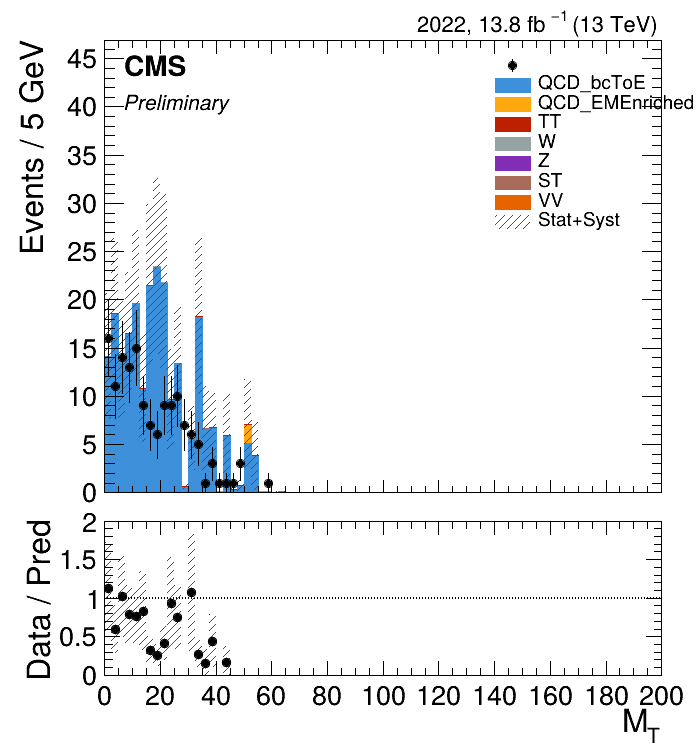 2022, 13.8 fb⁻¹ (13 TeV)
CMS
Preliminary
QCD_bcToE
QCD_EMEnriched
TT
W
Z
ST
VV
Stat+Syst
Events / 5 GeV
45
40
35
30
25
20
15
10
5
0
Data / Pred
2
1.5
1
0.5
0
0 20 40 60 80 100 120 140 160 180 200
M_T